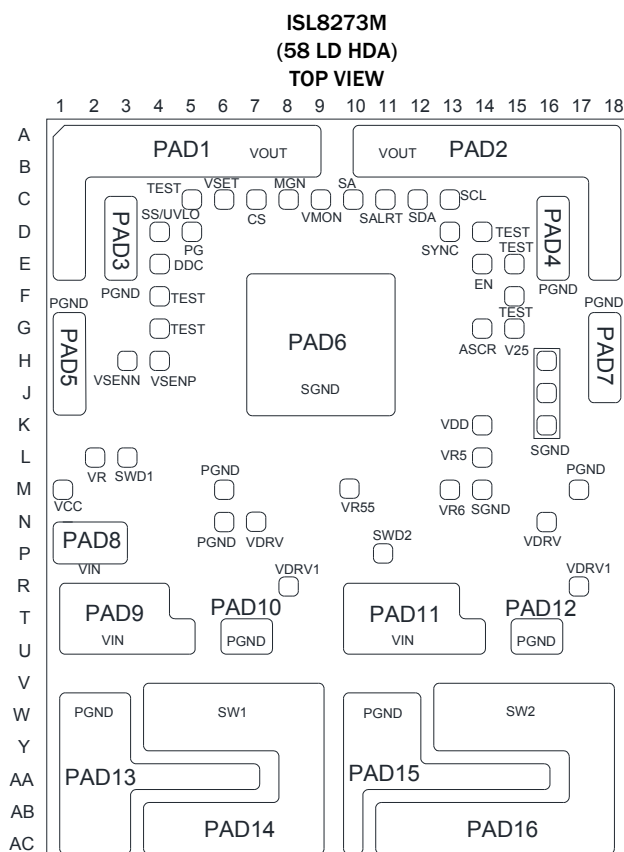 ISL8273M
(58 LD HDA)
TOP VIEW
1 2 3 4 5 6 7 8 9 10 11 12 13 14 15 16 17 18
A
PAD1 VOUT VOUT PAD2
B
TEST VSET MGN SA
C
SCL
CS VMON SALRT SDA
SS/UVLO
D
PAD3 PG SYNC TEST PAD4
TEST
E
DDC EN
PGND PGND
F
PGND TEST PGND
TEST
G
PAD5 TEST ASCR V25 PAD7
PAD6
H
VSENN VSENP
J
SGND
K
VDD
SGND
L
VR SWD1 PGND VR5 PGND
M
VCC VR55 VR6 SGND
N
PAD8 PGND VDRV SWD2 VDRV
P
VIN VDRV1 VDRV1
R
PAD9 PAD10 PAD11 PAD12
T
VIN PGND VIN PGND
U
V
W
PGND SW1 PGND SW2
Y
AA
PAD13 PAD15
AB
PAD14 PAD16
AC